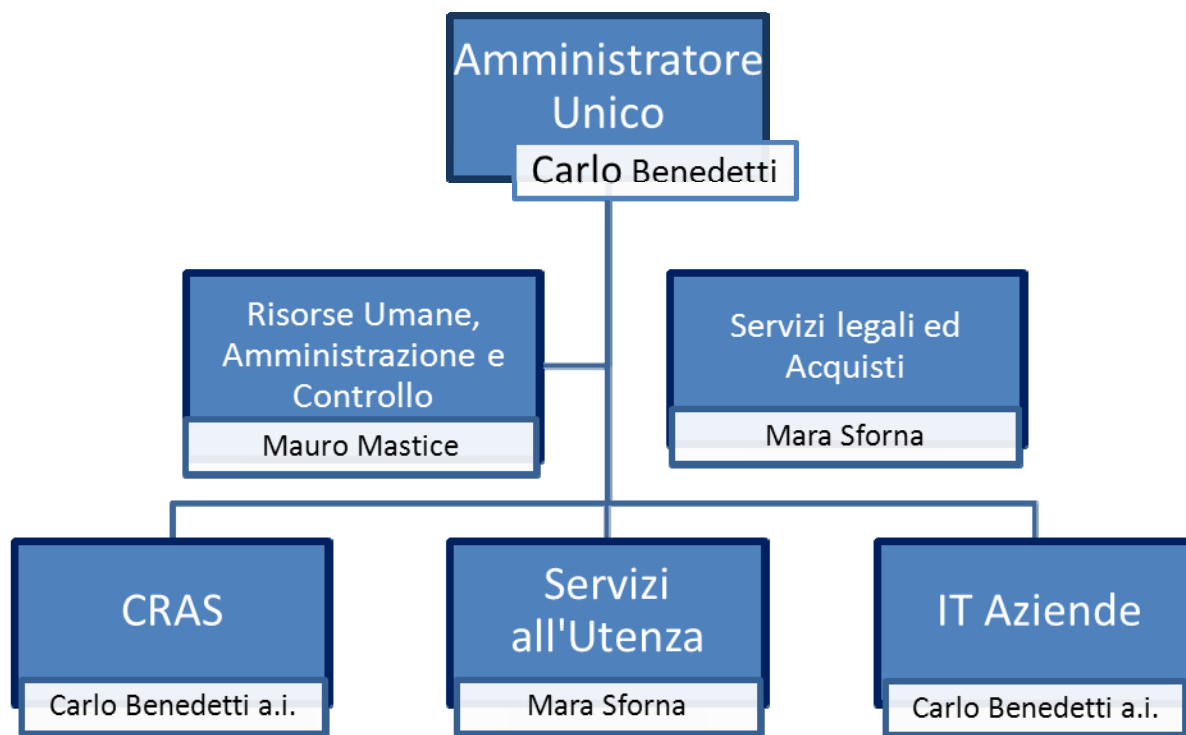 Amministratore
Unico
Carlo Benedetti
Risorse Umane,
Amministrazione e
Controllo
Mauro Mastice
Servizi legali ed
Acquisti
Mara Sforna
CRAS
Carlo Benedetti a.i.
Servizi
all'Utenza
Mara Sforna
IT Aziende
Carlo Benedetti a.i.